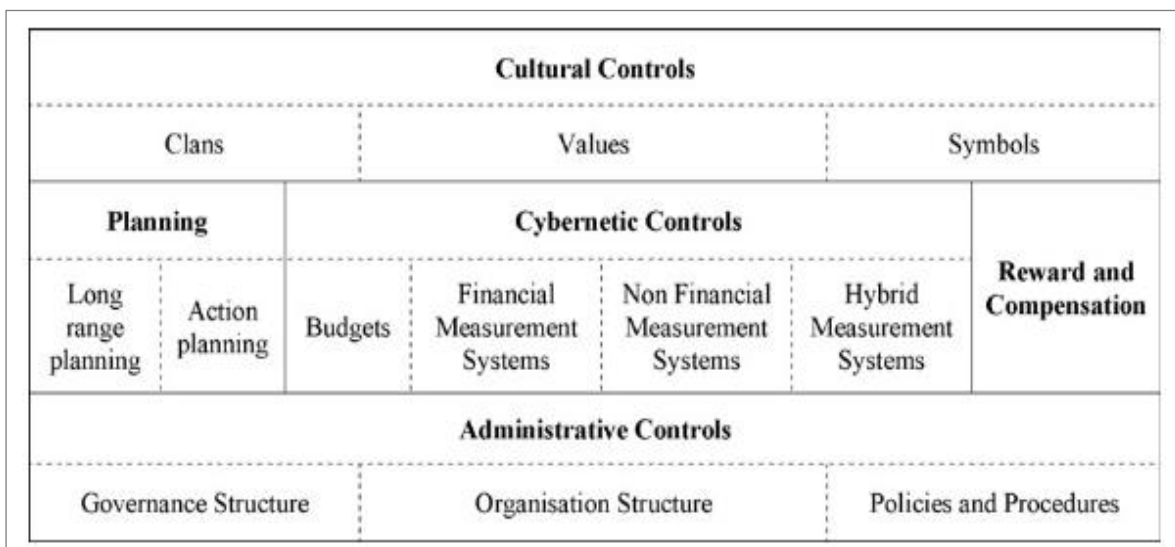 Cultural Controls
Clans
Values
Symbols
Planning
Cybernetic Controls
Reward and
Compensation
Long
range
planning
Action
planning
Budgets
Financial
Measurement
Systems
Non Financial
Measurement
Systems
Hybrid
Measurement
Systems
Administrative Controls
Governance Structure
Organisation Structure
Policies and Procedures